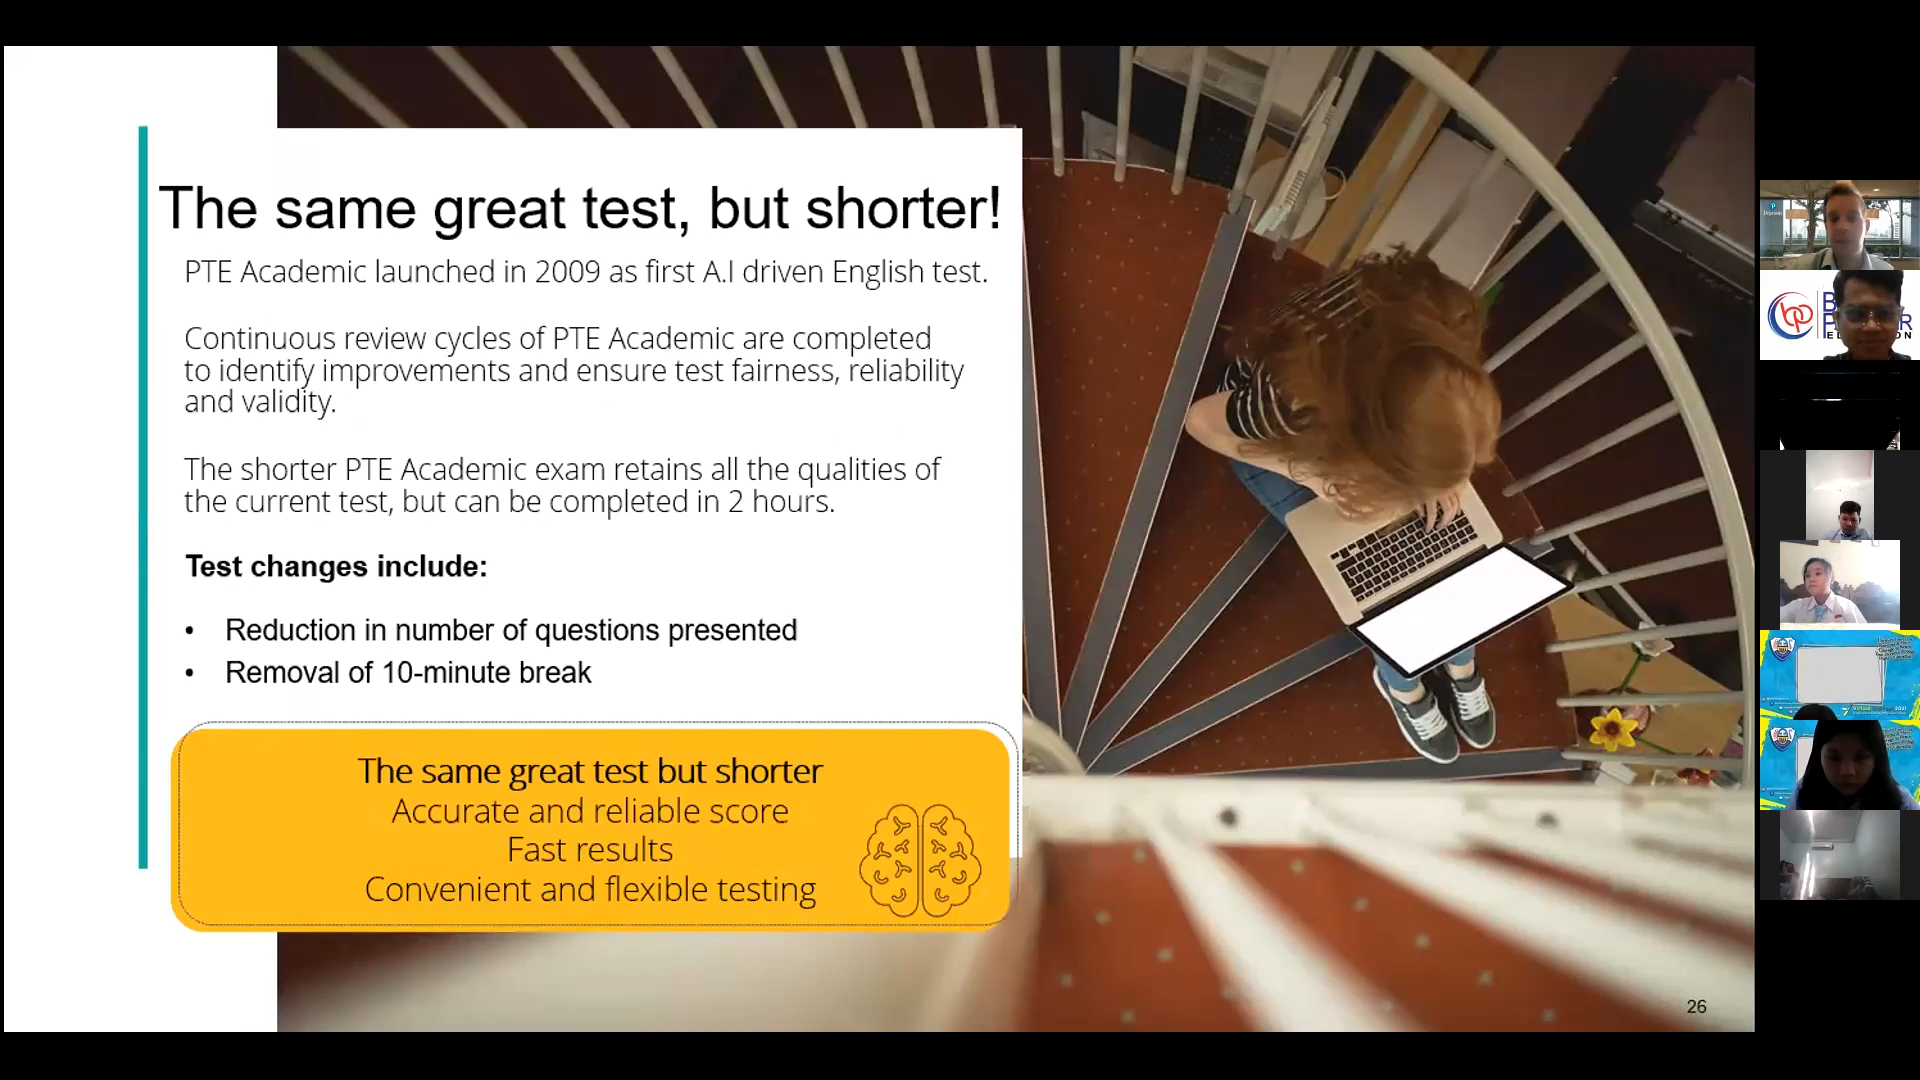 The same great test, but shorter!
PTE Academic launched in 2009 as first A.I driven English test.
Continuous review cycles of PTE Academic are completed
to identify improvements and ensure test fairness, reliability
and validity.
The shorter PTE Academic exam retains all the qualities of
the current test, but can be completed in 2 hours.
Test changes include:
• Reduction in number of questions presented
• Removal of 10-minute break
The same great test but shorter
Accurate and reliable score
Fast results
Convenient and flexible testing
26
bp
Virtual
2021